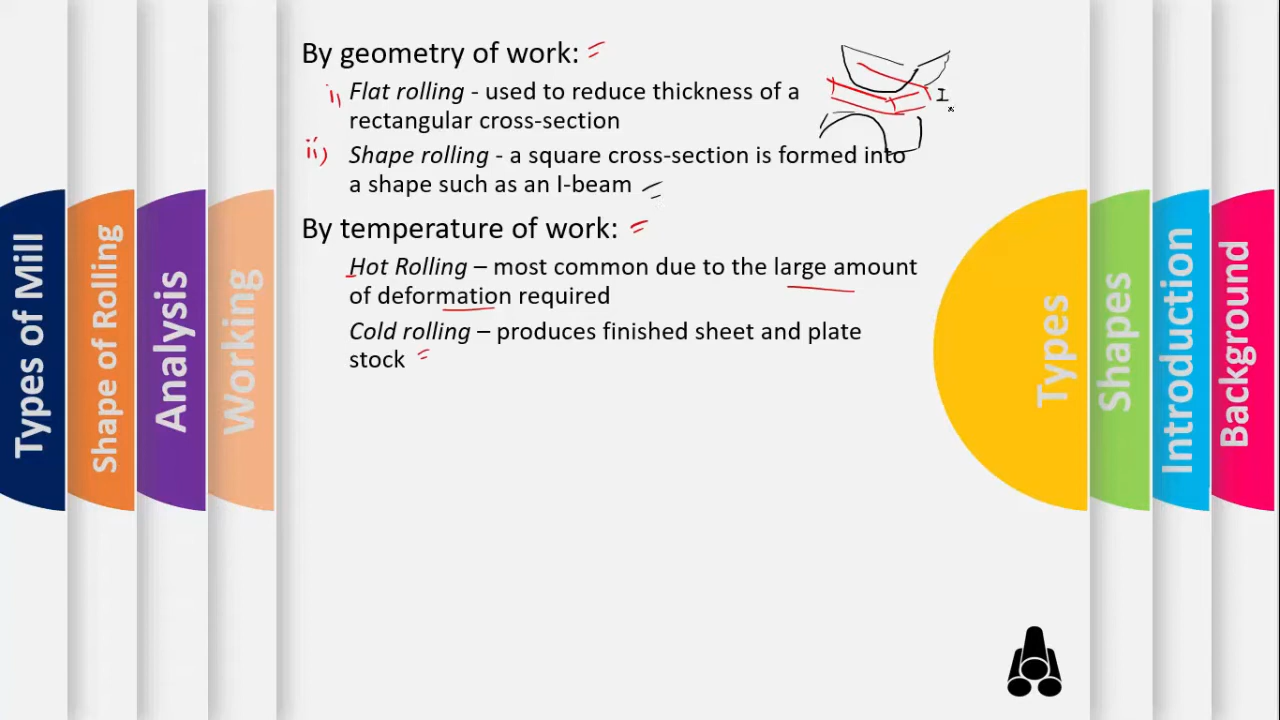 By geometry of work:
i)
Flat rolling - used to reduce thickness of a
rectangular cross-section
I
ii)
Shape rolling - a square cross-section is formed into
a shape such as an I-beam
By temperature of work:
Hot Rolling – most common due to the large amount
of deformation required
Cold rolling – produces finished sheet and plate
stock
Types of Mill
Shape of Rolling
Analysis
Working
Types
Shapes
Introduction
Background